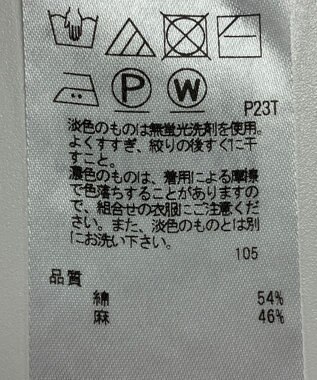 P W
P23T
淡色のものは無蛍光洗剤を使用。
よくすすぎ、絞りの後すぐに干
すこと。
濃色のものは、着用による摩擦
で色落ちすることがありますの
で、組合せの衣服にご注意くだ
さい。また、淡色のものとは別
にお洗い下さい。
105
品質
綿 54%
麻 46%